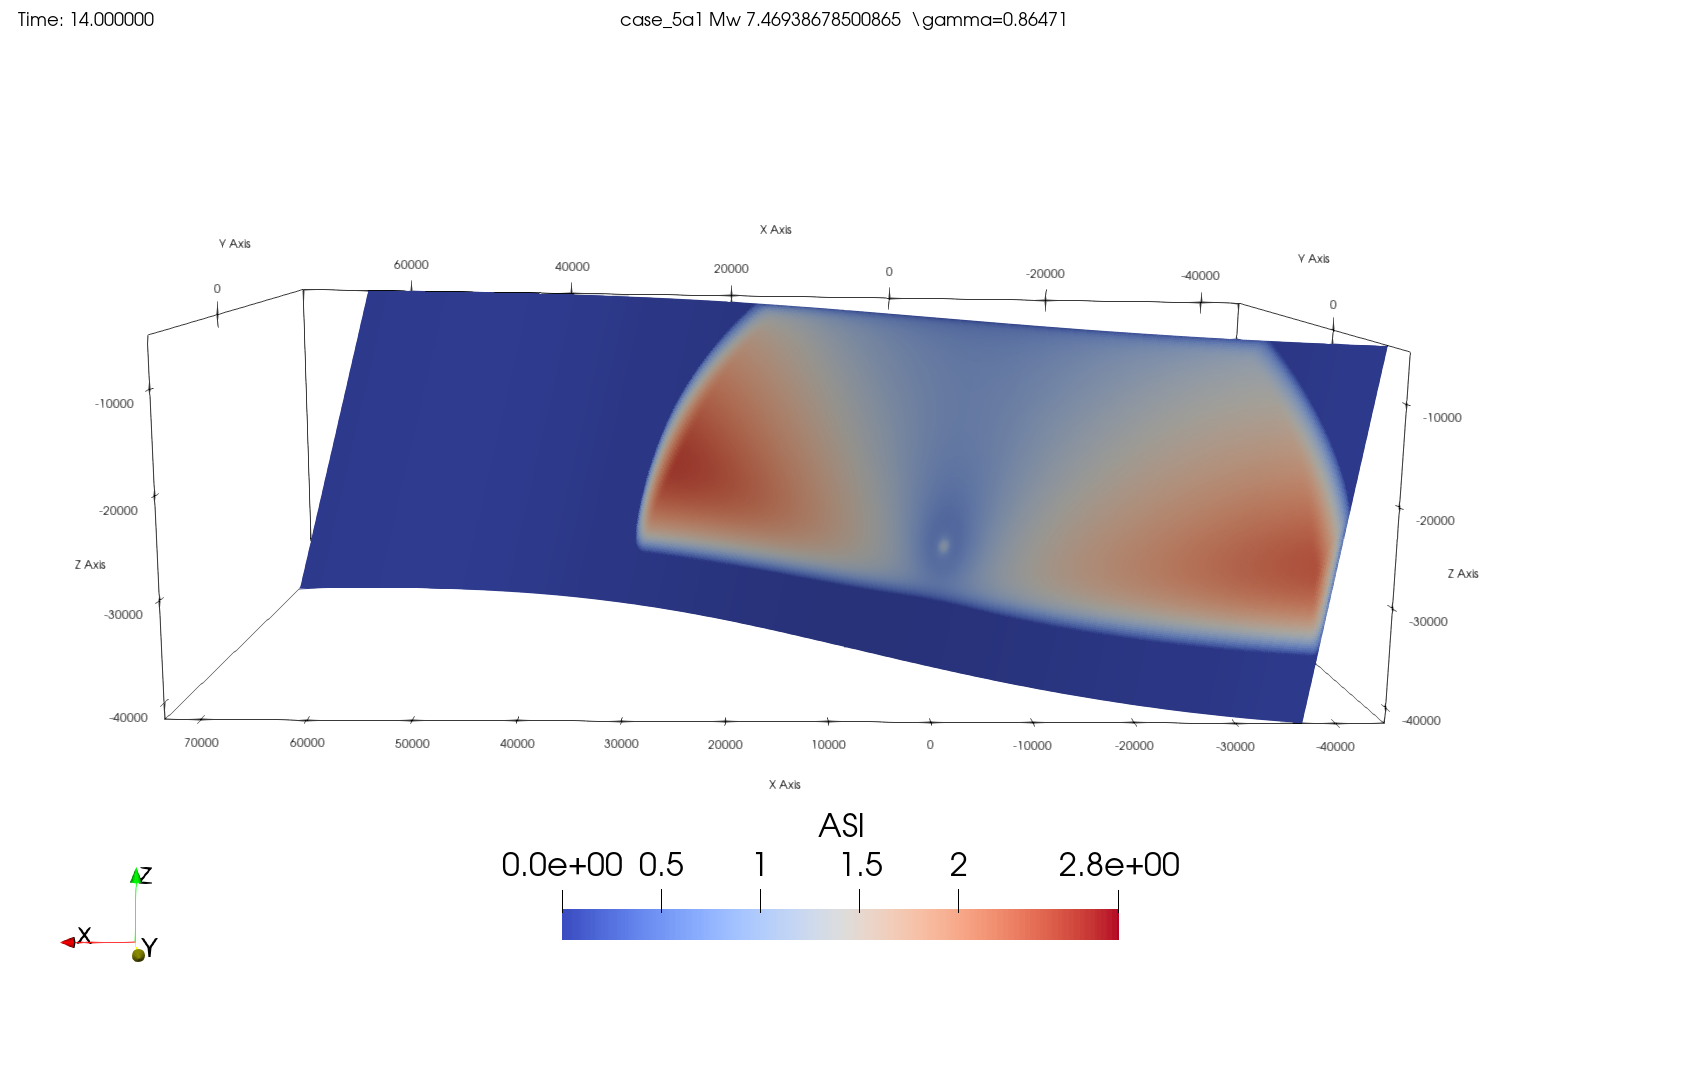 Time: 14.000000
case_5a1 Mw 7.46938678500865 \gamma=0.86471
X Axis
Y Axis
Y Axis
60000 40000 20000 0 -20000 -40000
0
0
-10000
-10000
-20000
-20000
Z Axis
Z Axis
-30000
-30000
-40000
-40000
70000 60000 50000 40000 30000 20000 10000 0 -10000 -20000 -30000 -40000
X Axis
ASI
0.0e+00 0.5 1 1.5 2 2.8e+00
Z
X
Y